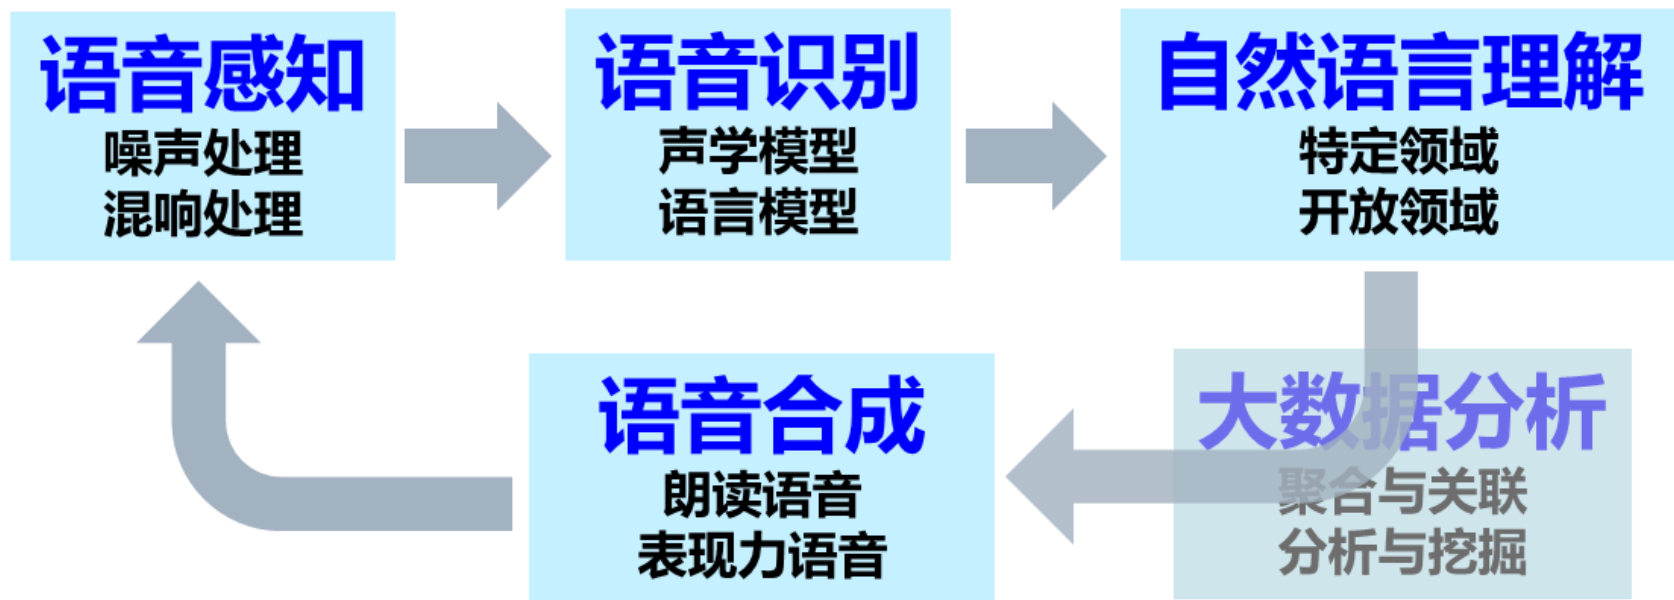 语音感知
噪声处理
混响处理
语音识别
声学模型
语言模型
自然语言理解
特定领域
开放领域
语音合成
朗读语音
表现力语音
大数据分析
聚合与关联
分析与挖掘